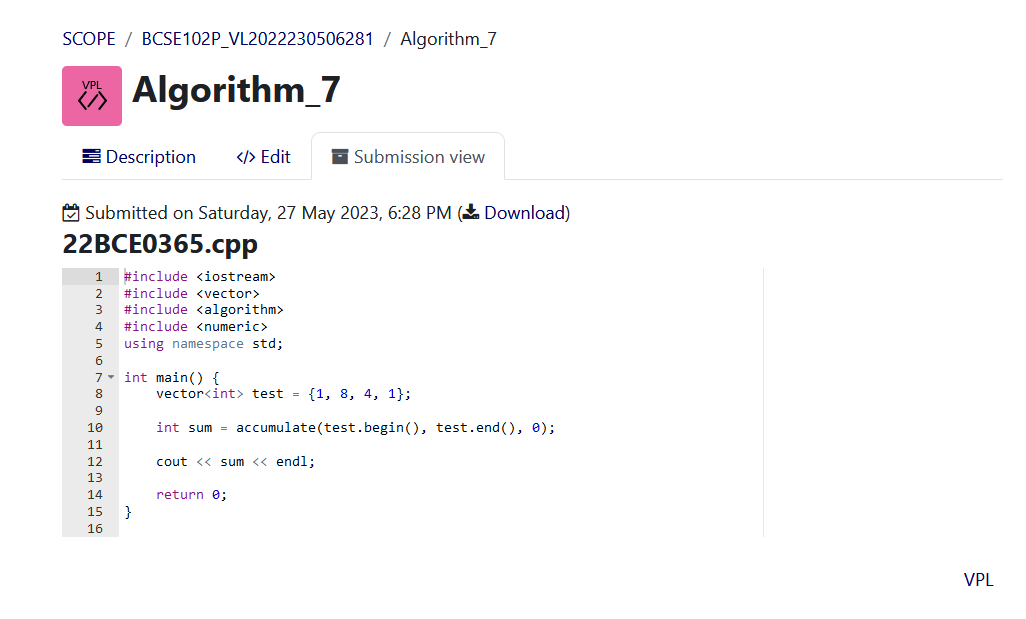 SCOPE / BCSE102P_VL2022230506281 / Algorithm_7
VPL
</>
Algorithm_7
Description
</> Edit
Submission view
Submitted on Saturday, 27 May 2023, 6:28 PM (Download)
22BCE0365.cpp
1 #include <iostream>
2 #include <vector>
3 #include <algorithm>
4 #include <numeric>
5 using namespace std;
6
7 int main() {
8     vector<int> test = {1, 8, 4, 1};
9
10     int sum = accumulate(test.begin(), test.end(), 0);
11
12     cout << sum << endl;
13
14     return 0;
15 }
16
VPL